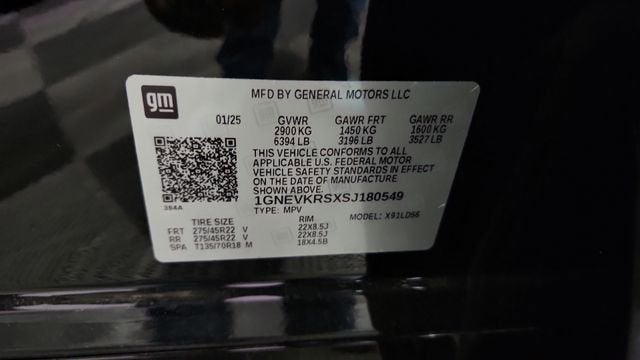 gm
MFD BY GENERAL MOTORS LLC
01/25 GVWR GAWR FRT GAWR RR
2900 KG 1450 KG 1600 KG
6394 LB 3196 LB 3527 LB
THIS VEHICLE CONFORMS TO ALL
APPLICABLE U.S. FEDERAL MOTOR
VEHICLE SAFETY STANDARDS IN EFFECT
ON THE DATE OF MANUFACTURE
SHOWN ABOVE.
384A
1GNEVKRSXSJ180549
TYPE: MPV MODEL: X91LD56
TIRE SIZE RIM
FRT 275/45R22 V 22X8.5J
RR 275/45R22 V 22X8.5J
SPA T135/70R18 M 18X4.5B